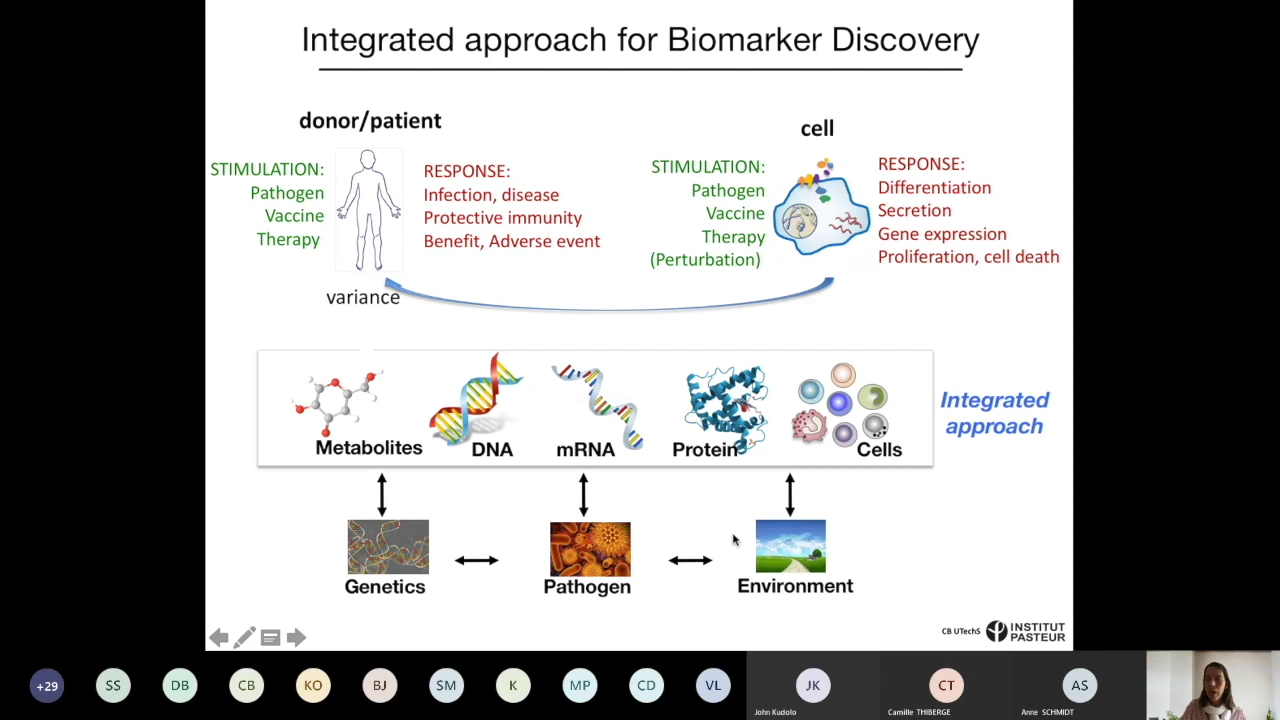 Integrated approach for Biomarker Discovery
donor/patient
STIMULATION:
Pathogen
Vaccine
Therapy
RESPONSE:
Infection, disease
Protective immunity
Benefit, Adverse event
variance
cell
STIMULATION:
Pathogen
Vaccine
Therapy
(Perturbation)
RESPONSE:
Differentiation
Secretion
Gene expression
Proliferation, cell death
Metabolites
DNA
mRNA
Protein
Cells
Integrated
approach
Genetics
Pathogen
Environment
CB UTechS
INSTITUT
PASTEUR
+29
SS
DB
CB
KO
BJ
SM
K
MP
CD
VL
JK
John Kudolo
CT
Camille THIBERGE
AS
Anne SCHMIDT